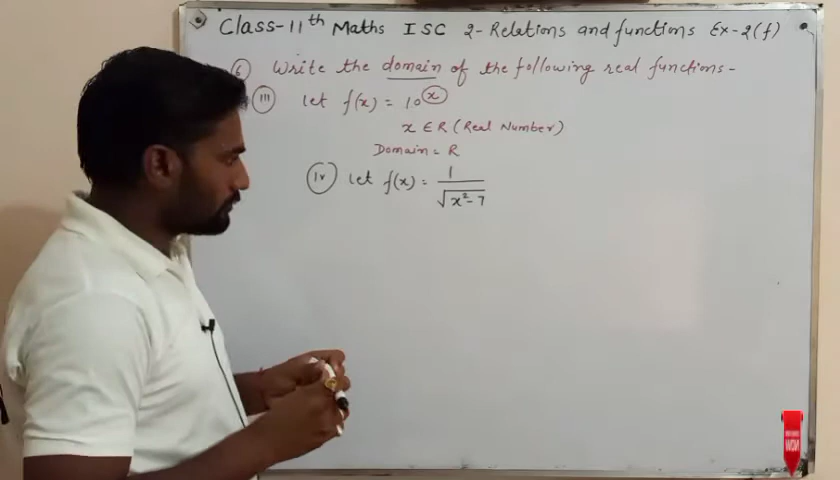 Class-11th Maths ISC 2-Relations and functions Ex-2(f)
6 Write the domain of the following real functions-
(iii) let f(x) = 10^x
x ∈ R (Real Number)
Domain = R
(iv) let f(x) = 1/√(x²-7)